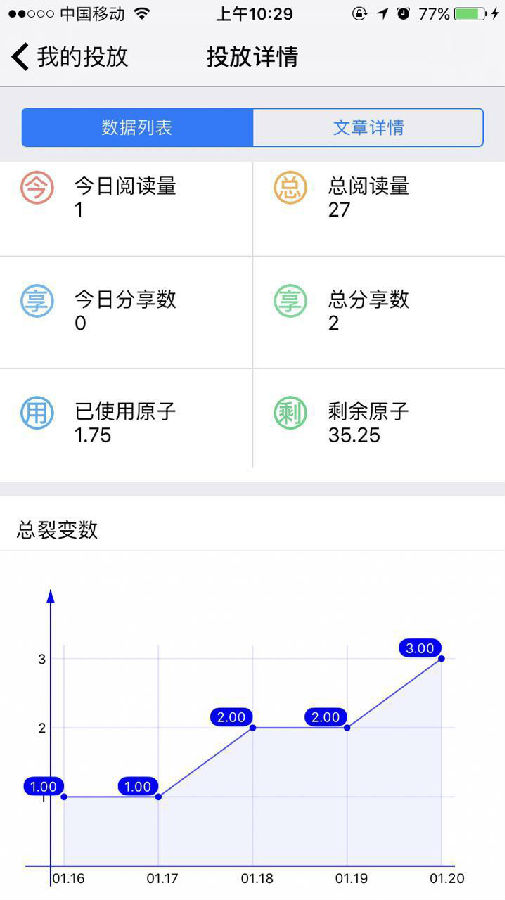 中国移动 上午10:29 77%
我的投放 投放详情
数据列表 文章详情
今 今日阅读量 总 总阅读量
1 27
享 今日分享数 享 总分享数
0 2
用 已使用原子 剩 剩余原子
1.75 35.25
总裂变数
3.00
3
2.00 2.00
2
1.00 1.00
01.16 01.17 01.18 01.19 01.20